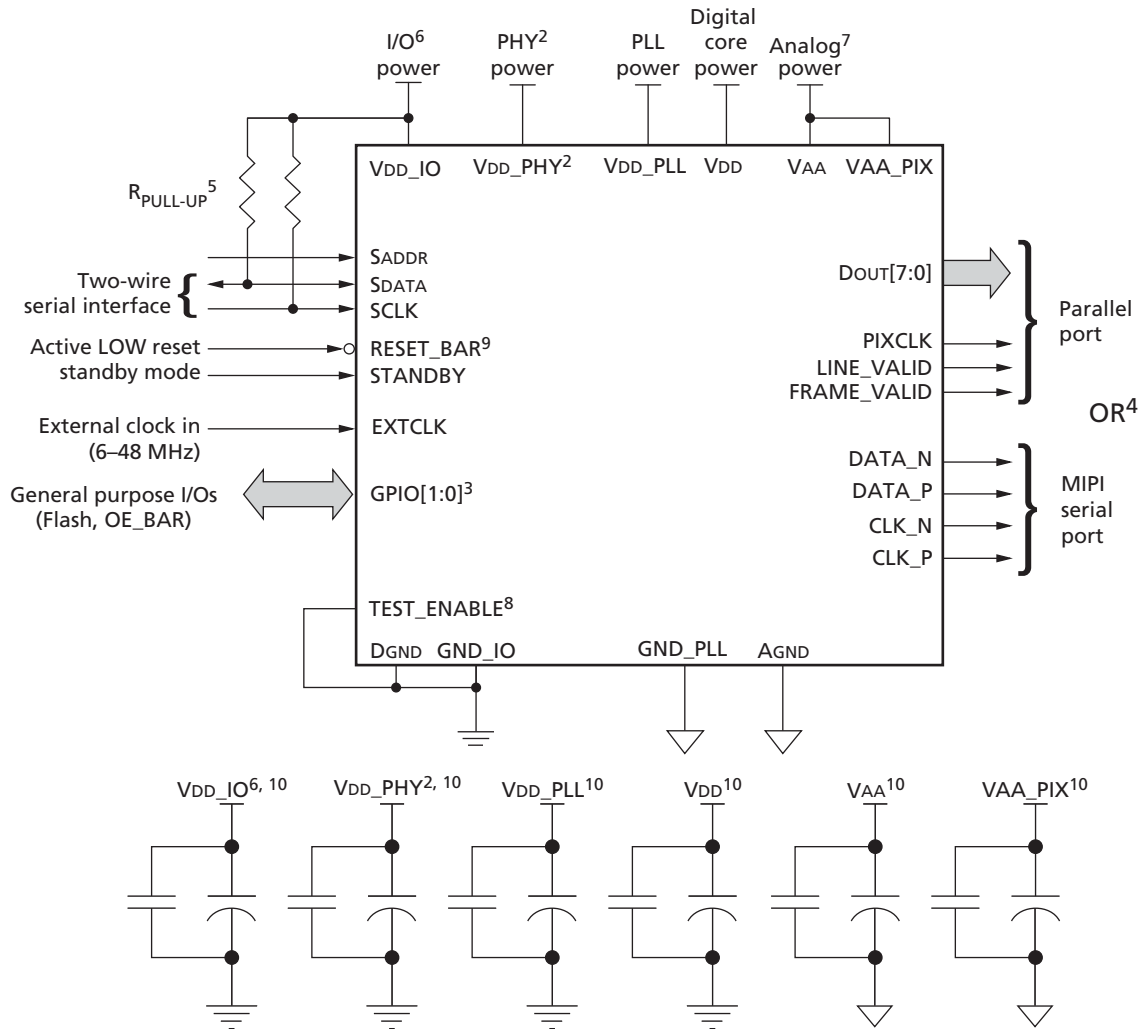 I/O6
power
PHY2
power
PLL
power
Digital
core
power
Analog7
power
VDD_IO
VDD_PHY2
VDD_PLL
VDD
VAA
VAA_PIX
RPULL-UP5
SADDR
Two-wire
serial interface
SDATA
SCLK
Active LOW reset
standby mode
RESET_BAR9
STANDBY
External clock in
(6–48 MHz)
EXTCLK
General purpose I/Os
(Flash, OE_BAR)
GPIO[1:0]3
DOUT[7:0]
PIXCLK
LINE_VALID
FRAME_VALID
Parallel
port
OR4
DATA_N
DATA_P
CLK_N
CLK_P
MIPI
serial
port
TEST_ENABLE8
DGND
GND_IO
GND_PLL
AGND
VDD_IO6, 10
VDD_PHY2, 10
VDD_PLL10
VDD10
VAA10
VAA_PIX10